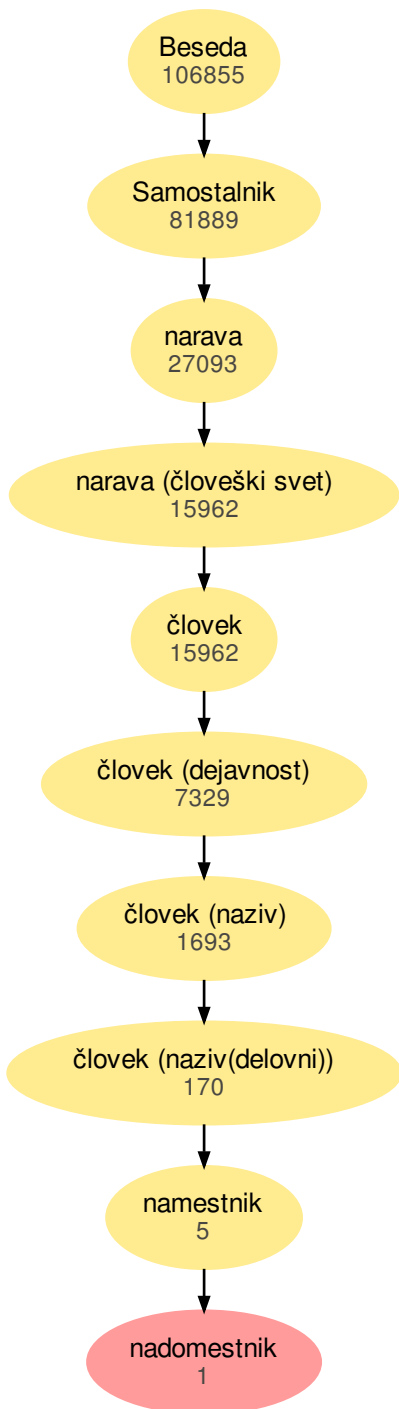 Beseda
106855
Samostalnik
81889
narava
27093
narava (človeški svet)
15962
človek
15962
človek (dejavnost)
7329
človek (naziv)
1693
človek (naziv(delovni))
170
namestnik
5
nadomestnik
1